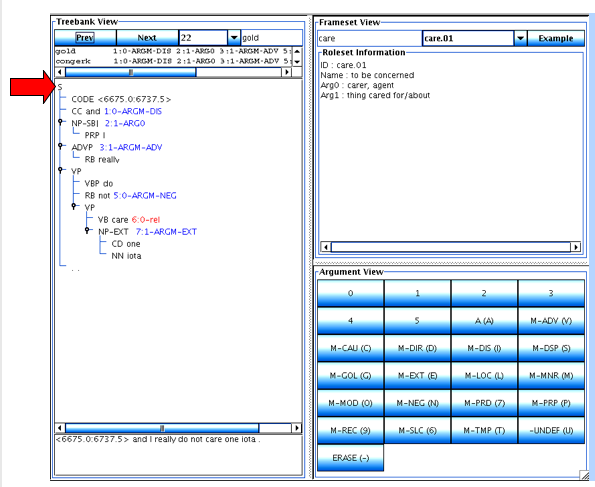 Treebank View
Prev Next 22 gold
gold 1:0-ARGM-DIS 2:1-ARG0 3:1-ARGM-ADV 5:
congerk 1:0-ARGM-DIS 2:1-ARG0 3:1-ARGM-ADV 5:
S
CODE <6675.0:6737.5>
CC and 1:0-ARGM-DIS
NP-SBJ 2:1-ARG0
PRP I
ADVP 3:1-ARGM-ADV
RB really
VP
VBP do
RB not 5:0-ARGM-NEG
VP
VB care 6:0-rel
NP-EXT 7:1-ARGM-EXT
CD one
NN iota
. .
<6675.0:6737.5> and I really do not care one iota .
Frameset View
care care.01 Example
Roleset Information
ID : care.01
Name : to be concerned
Arg0 : carer, agent
Arg1 : thing cared for/about
Argument View
0 1 2 3
4 5 A (A) M-ADV (V)
M-CAU (C) M-DIR (D) M-DIS (I) M-DSP (S)
M-GOL (G) M-EXT (E) M-LOC (L) M-MNR (M)
M-MOD (O) M-NEG (N) M-PRD (7) M-PRP (P)
M-REC (9) M-SLC (6) M-TMP (T) -UNDEF (U)
ERASE (-)